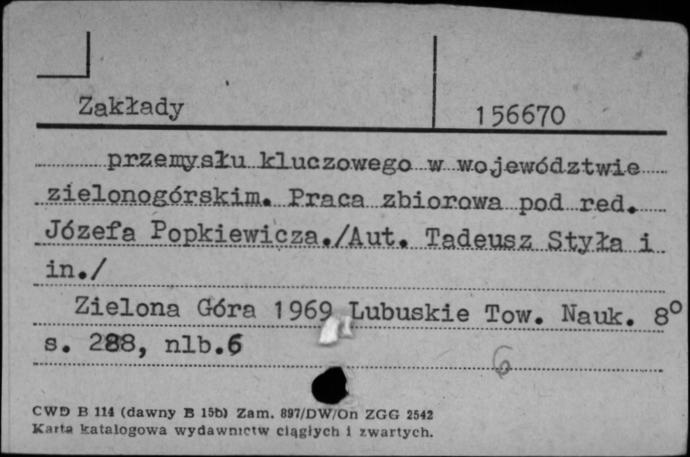 Zakłady 156670
przemysłu kluczowego w województwie
zielonogórskim. Praca zbiorowa pod red.
Józefa Popkiewicza./Aut. Tadeusz Styła i
in./
Zielona Góra 1969 Lubuskie Tow. Nauk. 8°
s. 288, nlb.6
6
CWD B 114 (dawny B 15b) Zam. 897/DW/On ZGG 2542
Karta katalogowa wydawnictw ciągłych i zwartych.